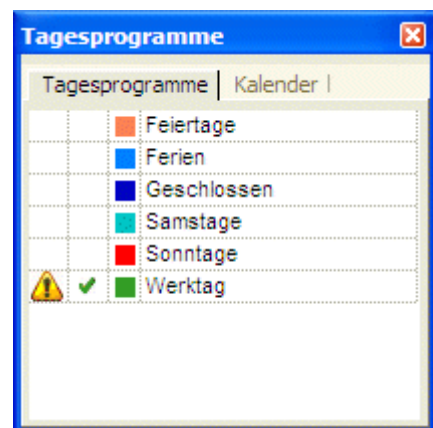 Tagesprogramme
Tagesprogramme Kalender
Feiertage
Ferien
Geschlossen
Samstage
Sonntage
Werktag